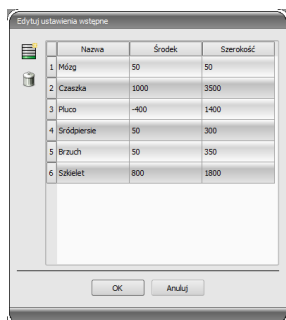 Edytuj ustawienia wstępne
Nazwa Środek Szerokość
1 Mózg 50 50
2 Czaszka 1000 3500
3 Płuco -400 1400
4 Śródpiersie 50 300
5 Brzuch 50 350
6 Szkielet 800 1800
OK Anuluj